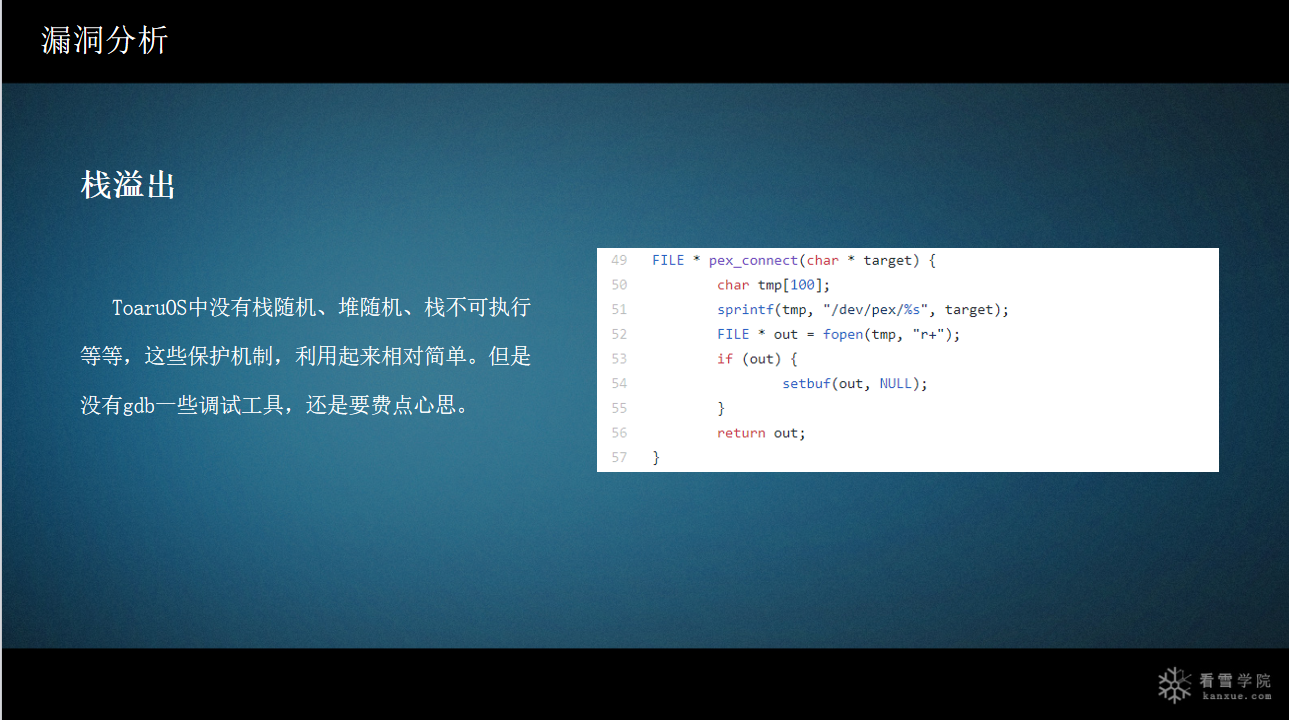 漏洞分析
栈溢出
ToaruOS中没有栈随机、堆随机、栈不可执行
等等，这些保护机制，利用起来相对简单。但是
没有gdb一些调试工具，还是要费点心思。
49 FILE * pex_connect(char * target) {
50 char tmp[100];
51 sprintf(tmp, "/dev/pex/%s", target);
52 FILE * out = fopen(tmp, "r+");
53 if (out) {
54 setbuf(out, NULL);
55 }
56 return out;
57 }
看雪学院
kanxue.com